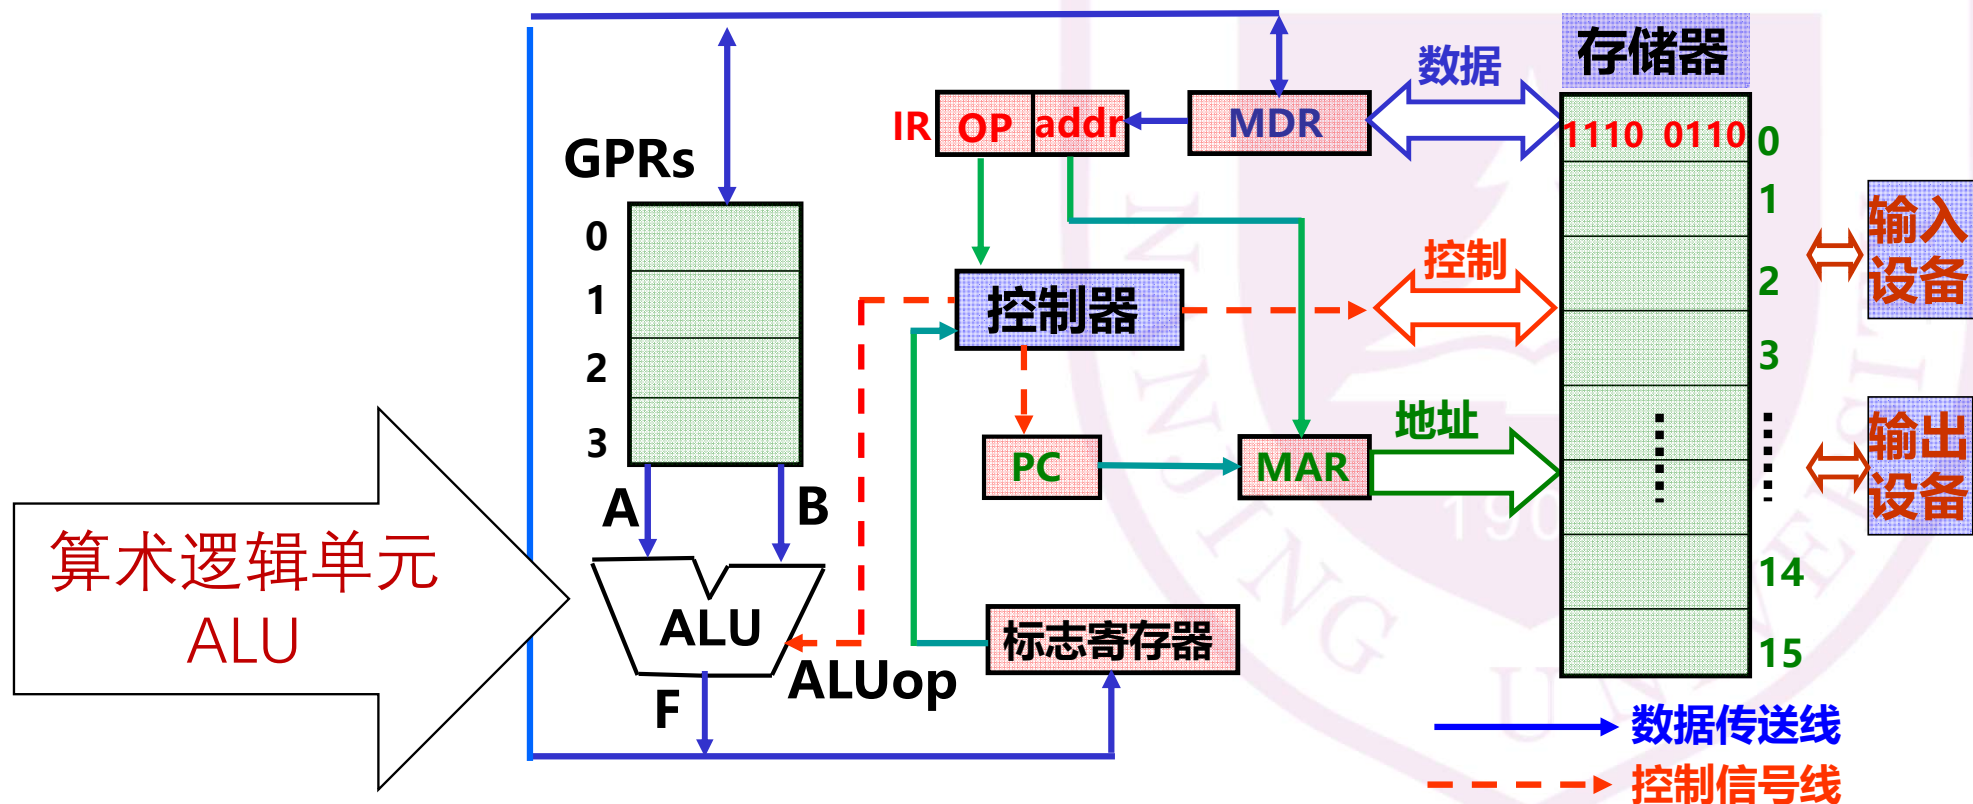 存储器
数据
IR
OP
addr
MDR
1110 0110
0
GPRs
1
输入
设备
0
控制
1
控制器
2
2
3
3
地址
PC
MAR
输出
设备
A
B
算术逻辑单元
ALU
14
ALU
标志寄存器
15
ALUop
F
数据传送线
控制信号线
NANJING UNIVERSITY
190